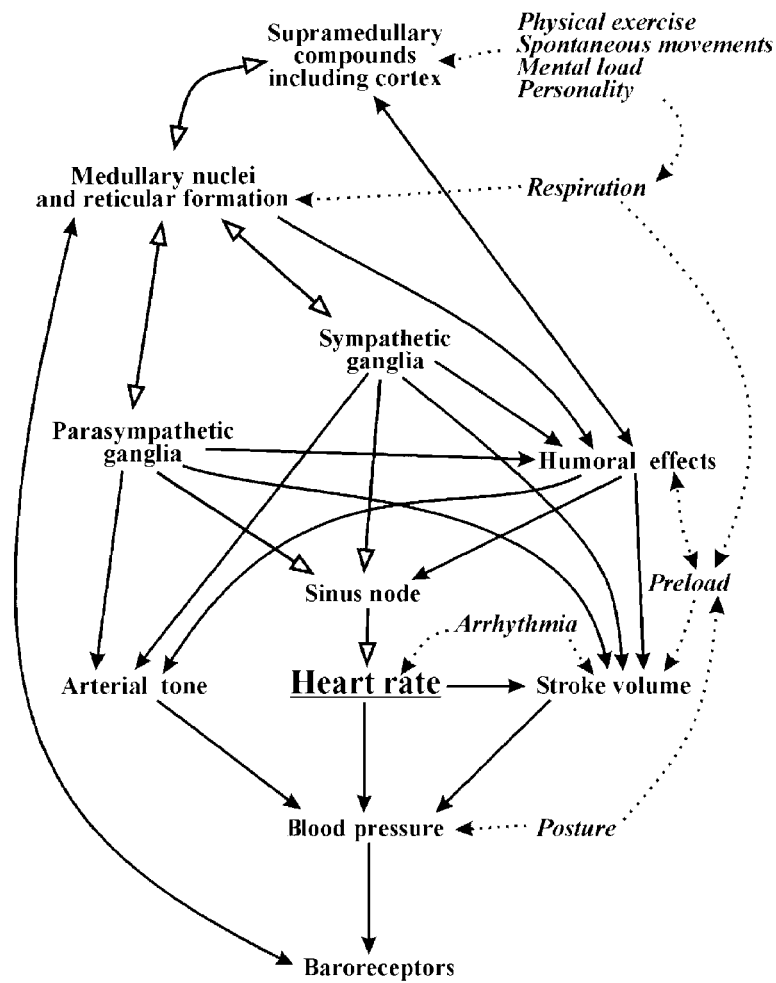 Physical exercise
Supramedullary
Spontaneous movements
compounds
Mental load
including cortex
Personality
Medullary nuclei
and reticular formation
Respiration
Sympathetic
ganglia
Parasympathetic
ganglia
Humoral effects
Sinus node
Preload
Arrhythmia
Arterial tone
Heart rate
Stroke volume
Blood pressure
Posture
Baroreceptors